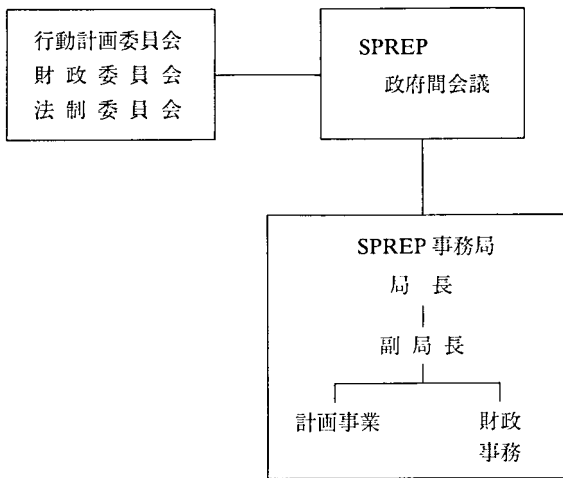 行動計画委員会
財政委員会
法制委員会
SPREP
政府間会議
SPREP 事務局
局 長
副局長
計画事業
財政
事務